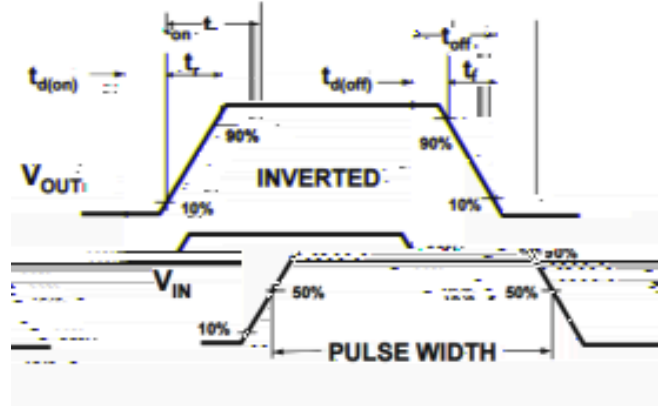 ton
toff
td(on)
tr
td(off)
tf
90%
90%
VOUT
INVERTED
10%
10%
90%
VIN
50%
50%
10%
PULSE WIDTH